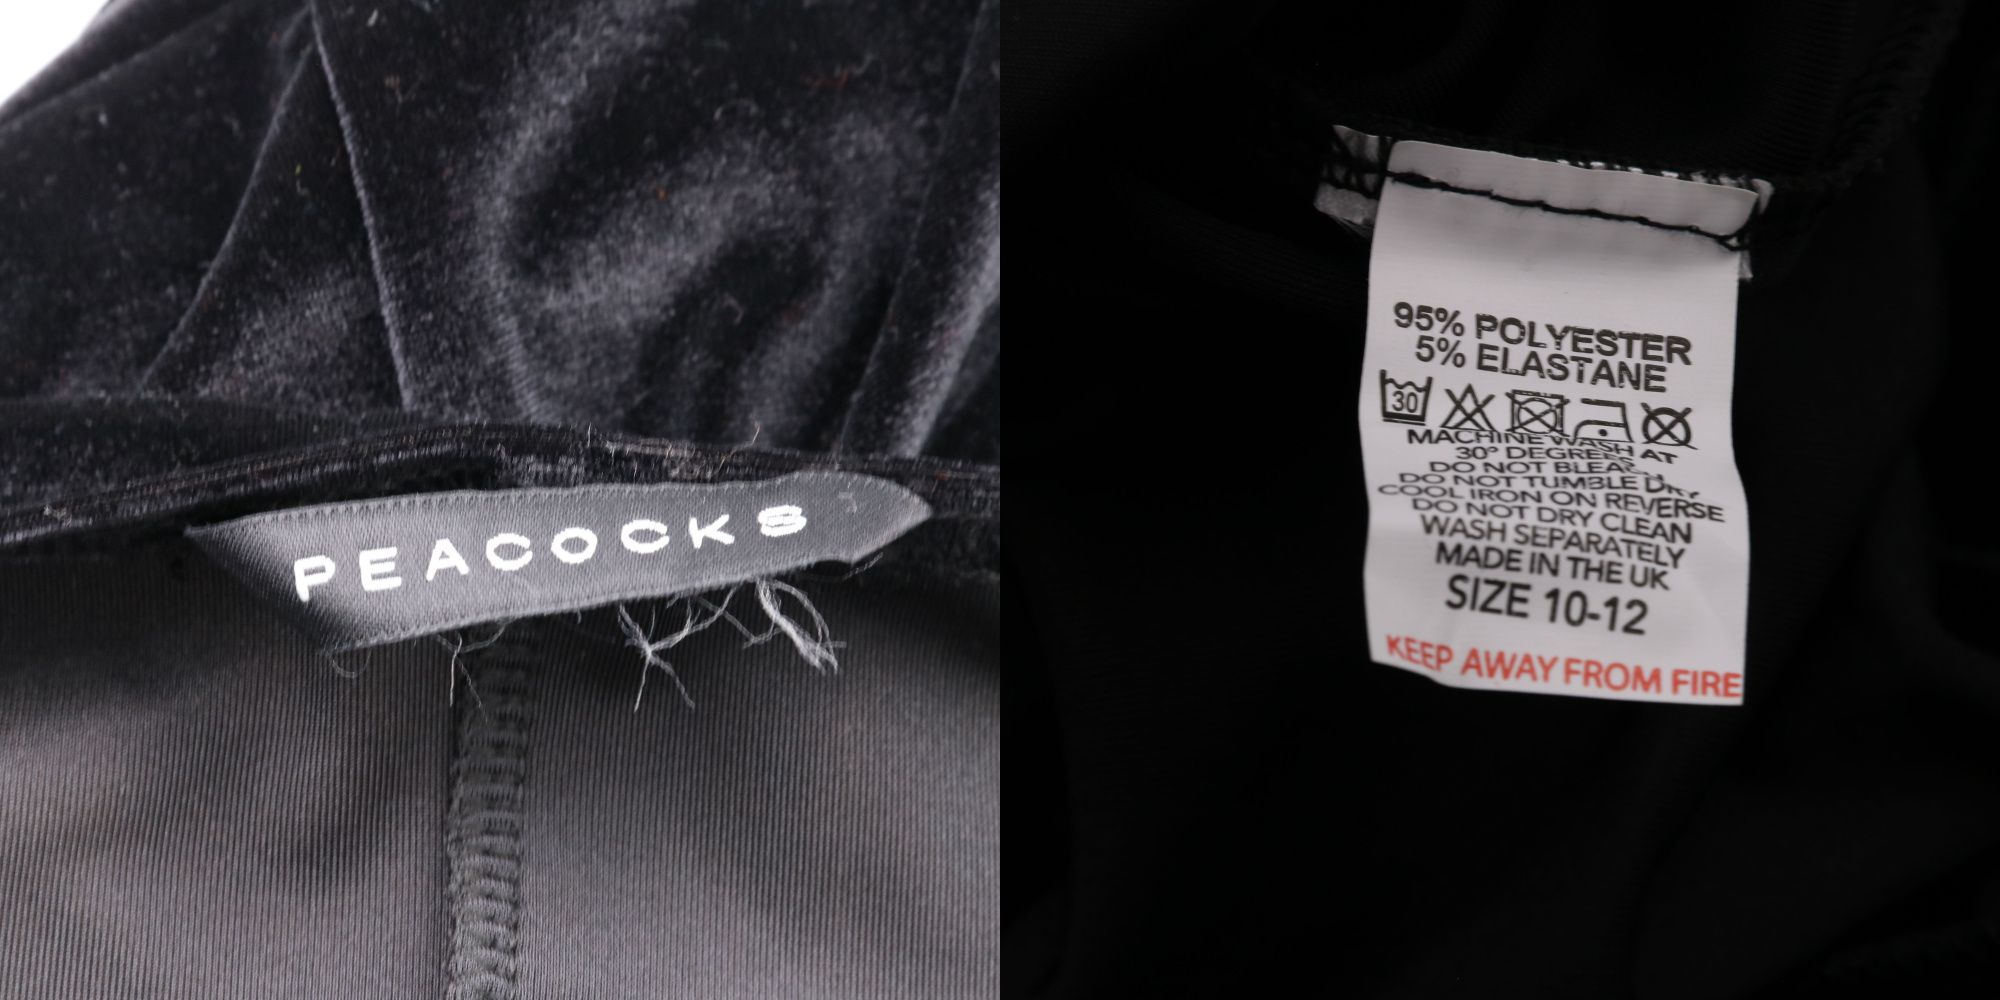 PEACOCKS
95% POLYESTER
5% ELASTANE
30
MACHINE WASH AT
30° DEGREES
DO NOT BLEACH
DO NOT TUMBLE DRY
COOL IRON ON REVERSE
DO NOT DRY CLEAN
WASH SEPARATELY
MADE IN THE UK
SIZE 10-12
KEEP AWAY FROM FIRE